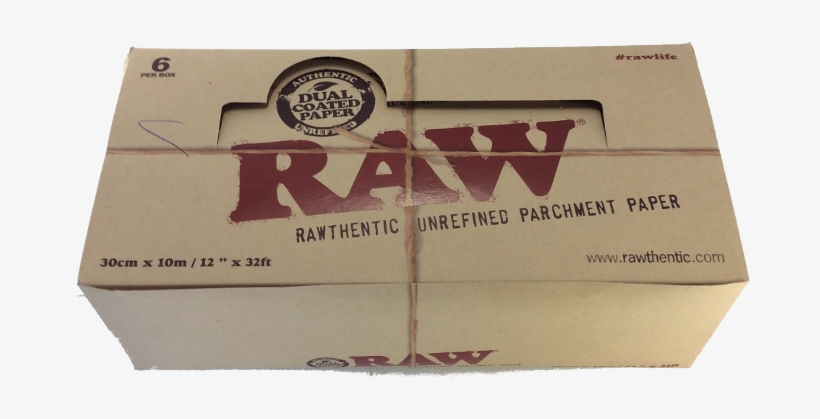 6
PER BOX
#rawlife
AUTHENTIC
DUAL
COATED
PAPER
UNREFINED
RAW®
RAWTHENTIC UNREFINED PARCHMENT PAPER
30cm x 10m / 12 " x 32ft
www.rawthentic.com
RAW